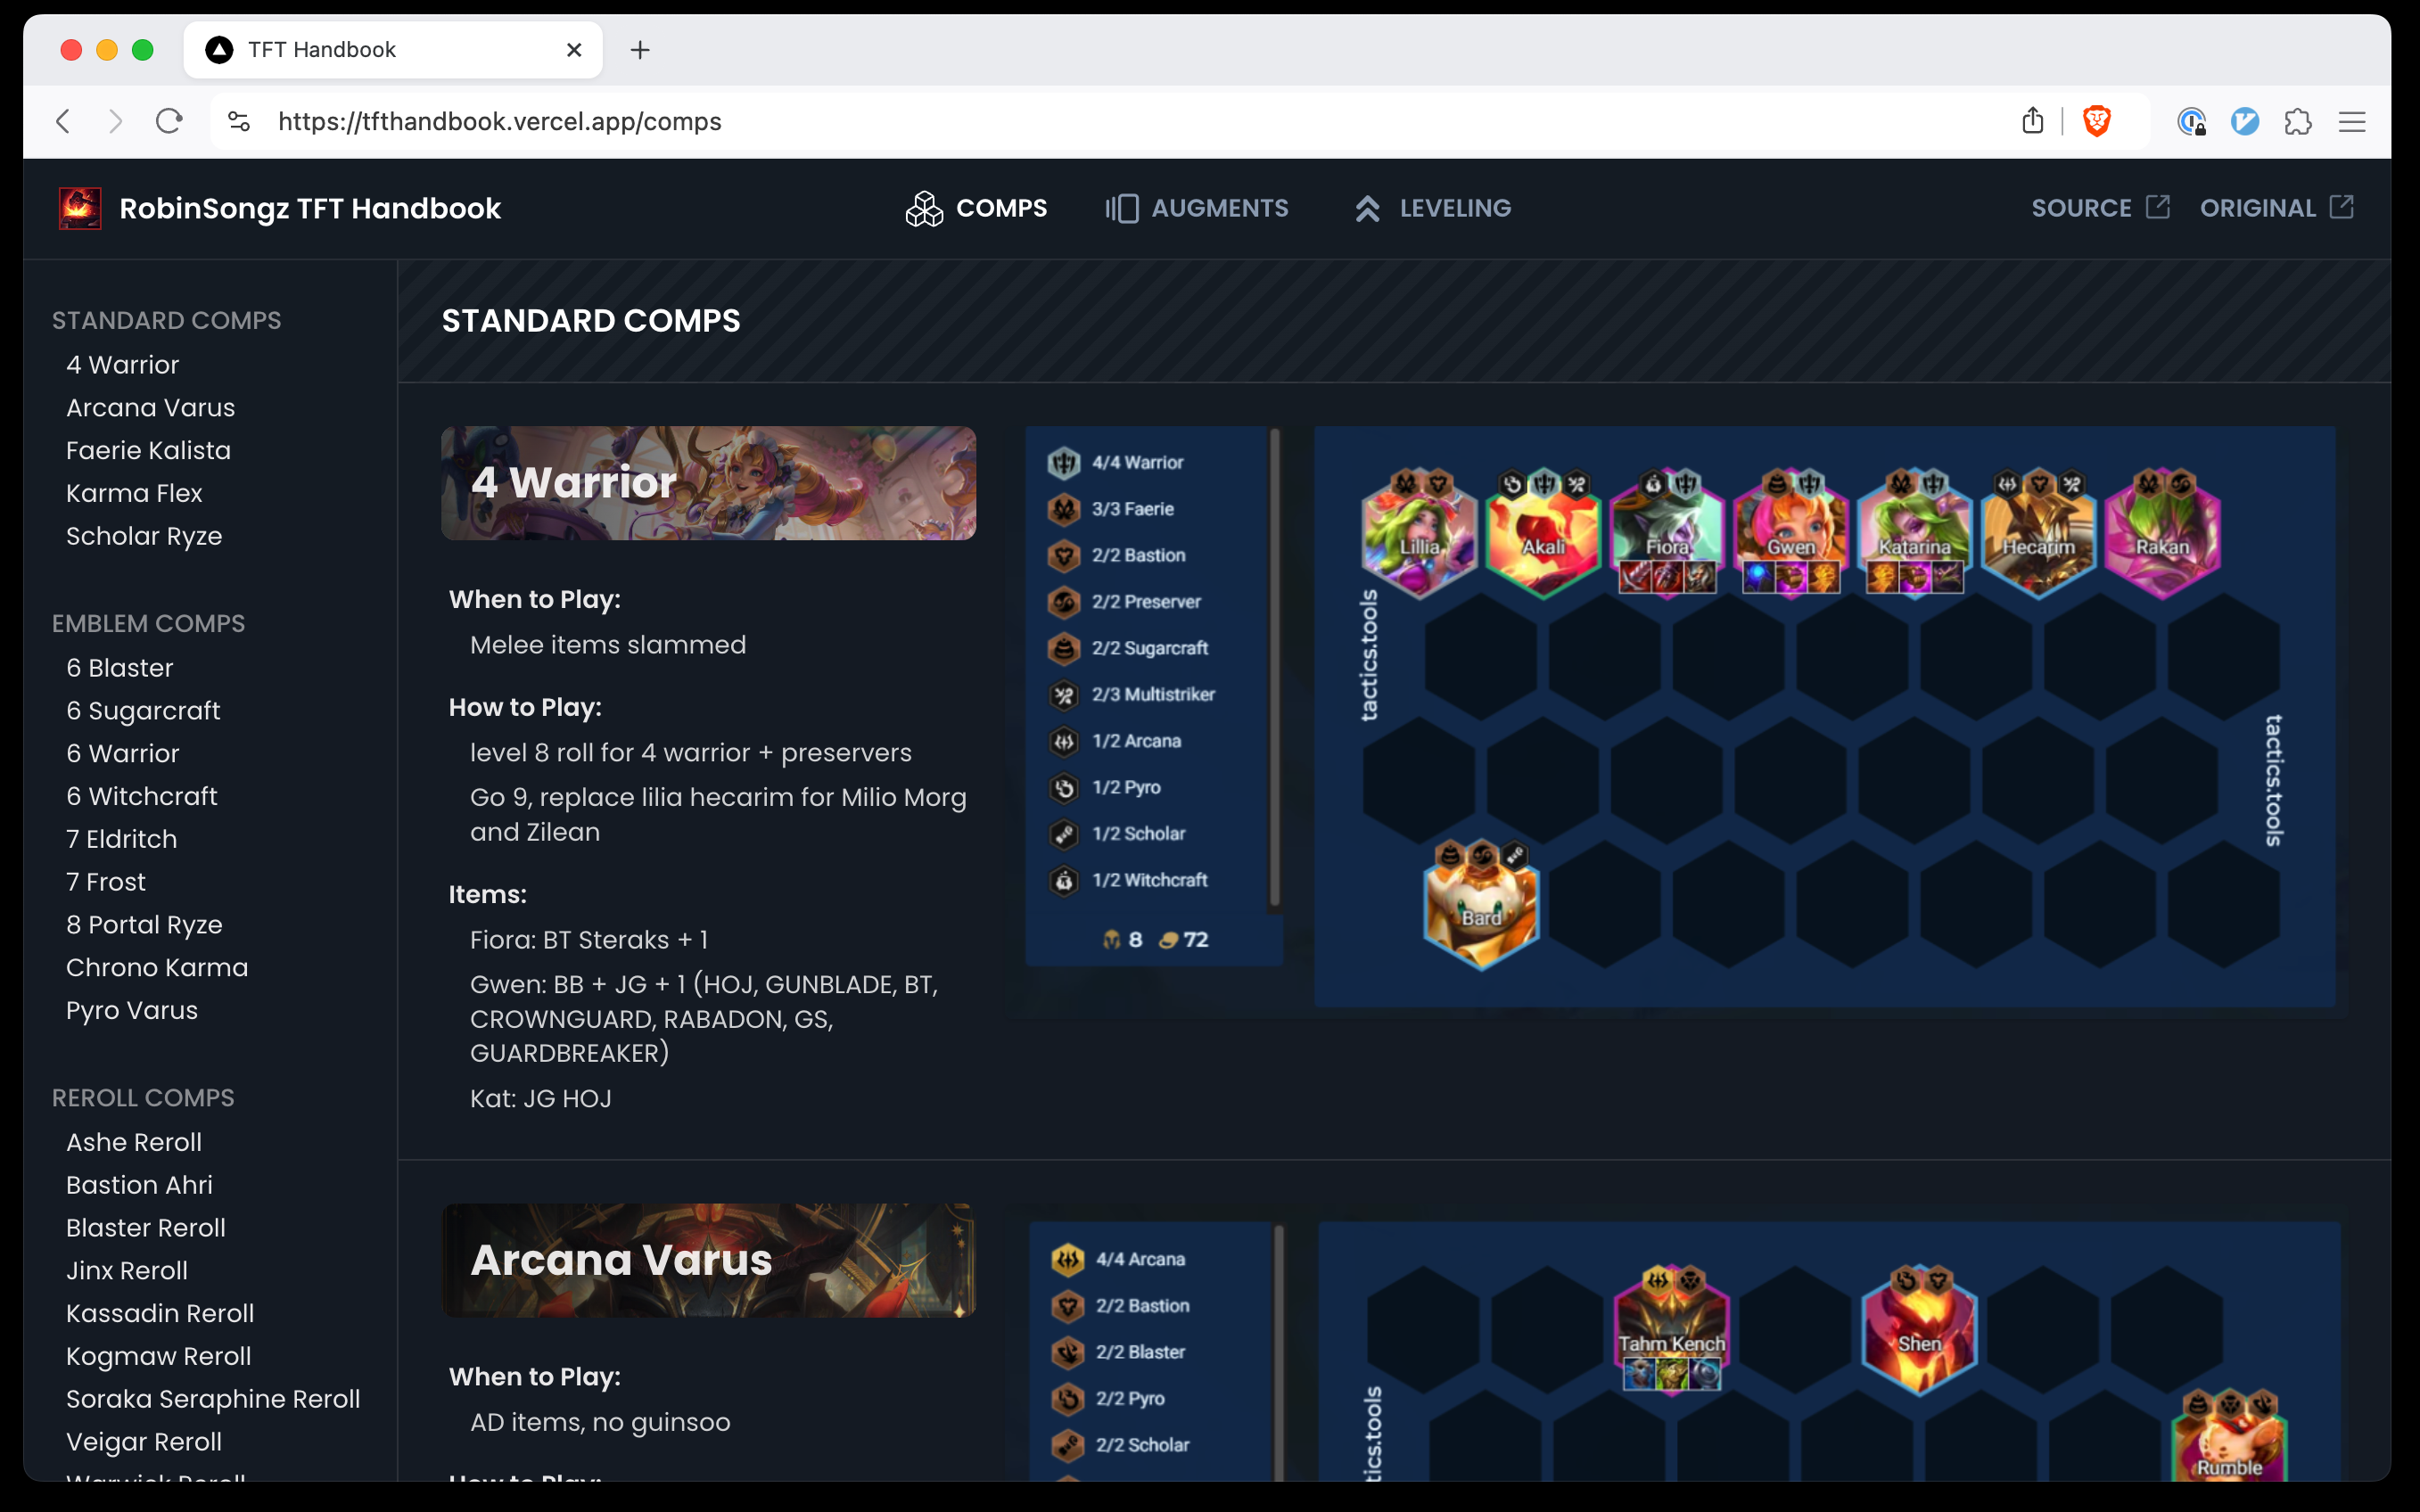 TFT Handbook
https://tfthandbook.vercel.app/comps
RobinSongz TFT Handbook
COMPS
AUGMENTS
LEVELING
SOURCE
ORIGINAL
STANDARD COMPS
4 Warrior
Arcana Varus
Faerie Kalista
Karma Flex
Scholar Ryze
EMBLEM COMPS
6 Blaster
6 Sugarcraft
6 Warrior
6 Witchcraft
7 Eldritch
7 Frost
8 Portal Ryze
Chrono Karma
Pyro Varus
REROLL COMPS
Ashe Reroll
Bastion Ahri
Blaster Reroll
Jinx Reroll
Kassadin Reroll
Kogmaw Reroll
Soraka Seraphine Reroll
Veigar Reroll
Warwick Reroll
STANDARD COMPS
4 Warrior
When to Play:
Melee items slammed
How to Play:
level 8 roll for 4 warrior + preservers
Go 9, replace lilia hecarim for Milio Morg
and Zilean
Items:
Fiora: BT Steraks + 1
Gwen: BB + JG + 1 (HOJ, GUNBLADE, BT,
CROWNGUARD, RABADON, GS,
GUARDBREAKER)
Kat: JG HOJ
4/4 Warrior
3/3 Faerie
2/2 Bastion
2/2 Preserver
2/2 Sugarcraft
2/3 Multistriker
1/2 Arcana
1/2 Pyro
1/2 Scholar
1/2 Witchcraft
8 72
Lillia
Akali
Fiora
Gwen
Katarina
Hecarim
Rakan
tactics.tools
tactics.tools
Bard
Arcana Varus
When to Play:
AD items, no guinsoo
How to Play:
4/4 Arcana
2/2 Bastion
2/2 Blaster
2/2 Pyro
2/2 Scholar
Tahm Kench
Shen
Rumble
tics.tools